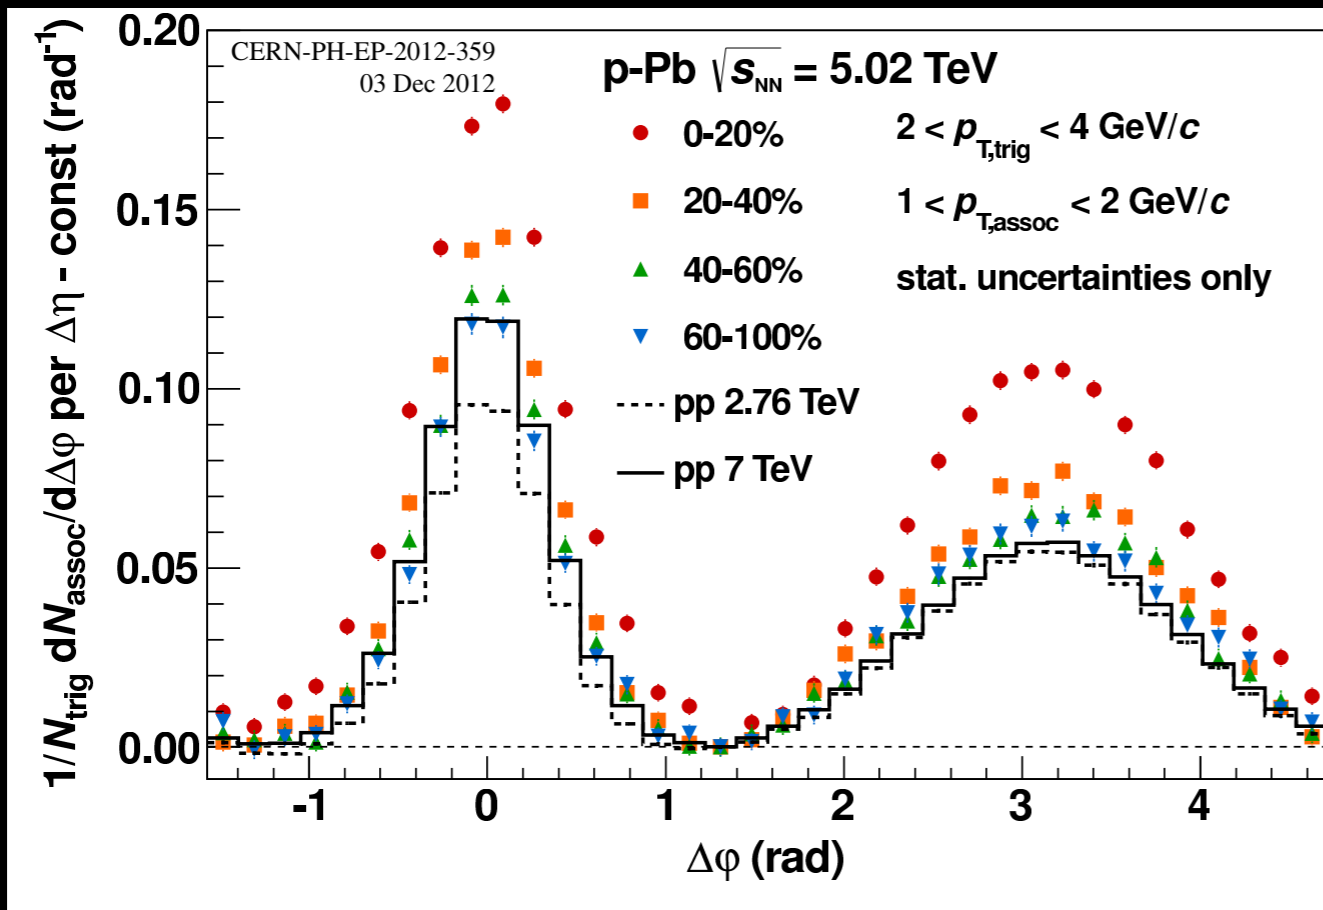 CERN-PH-EP-2012-359
03 Dec 2012
p-Pb √sNN = 5.02 TeV
0-20%
20-40%
40-60%
60-100%
pp 2.76 TeV
pp 7 TeV
2 < pT,trig < 4 GeV/c
1 < pT,assoc < 2 GeV/c
stat. uncertainties only
1/Ntrig dNassoc/dΔφ per Δη - const (rad-1)
0.20
0.15
0.10
0.05
0.00
-1 0 1 2 3 4
Δφ (rad)